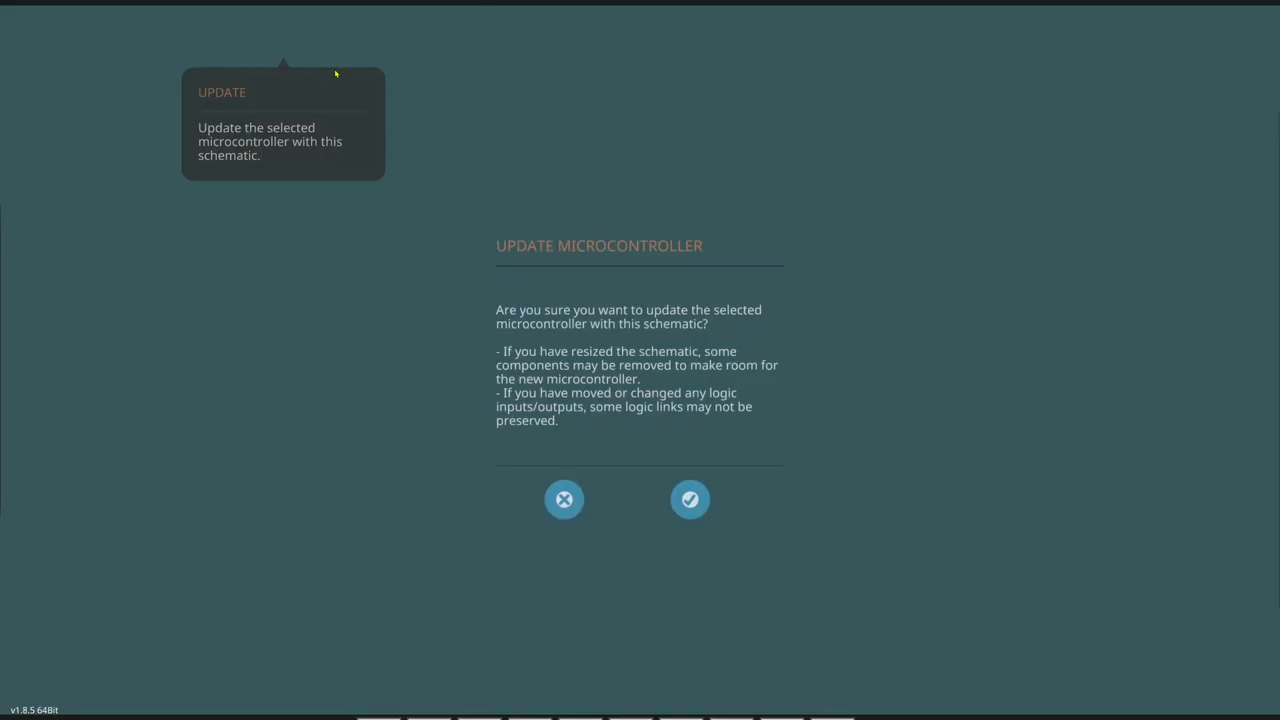 UPDATE
Update the selected
microcontroller with this
schematic.
UPDATE MICROCONTROLLER
Are you sure you want to update the selected
microcontroller with this schematic?
- If you have resized the schematic, some
components may be removed to make room for
the new microcontroller.
- If you have moved or changed any logic
inputs/outputs, some logic links may not be
preserved.
v1.8.5 64Bit